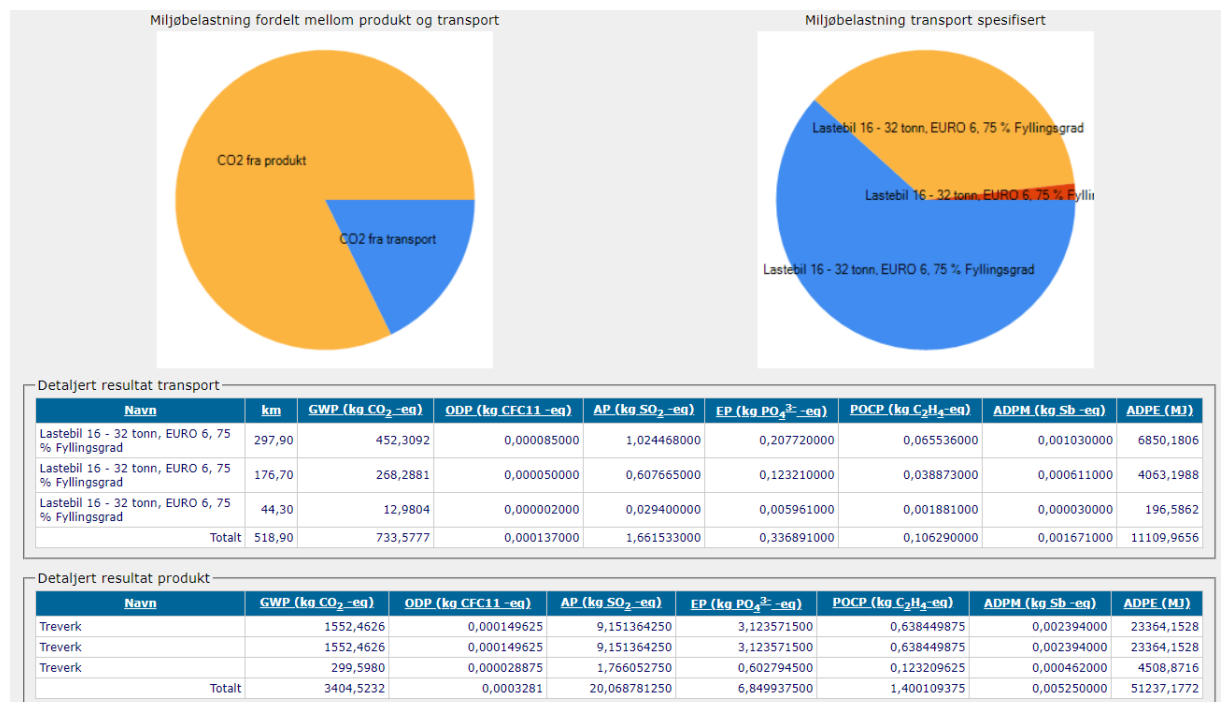 Miljøbelastning fordelt mellom produkt og transport
Miljøbelastning transport spesifisert
CO2 fra produkt
CO2 fra transport
Lastebil 16 - 32 tonn, EURO 6, 75 % Fyllingsgrad
Lastebil 16 - 32 tonn, EURO 6, 75 % Fyllin
Lastebil 16 - 32 tonn, EURO 6, 75 % Fyllingsgrad
Detaljert resultat transport
Navn km GWP (kg CO2 -eq) ODP (kg CFC11 -eq) AP (kg SO2 -eq) EP (kg PO4 3- -eq) POCP (kg C2H4-eq) ADPM (kg Sb -eq) ADPE (MJ)
Lastebil 16 - 32 tonn, EURO 6, 75
% Fyllingsgrad 297,90 452,3092 0,000085000 1,024468000 0,207720000 0,065536000 0,001030000 6850,1806
Lastebil 16 - 32 tonn, EURO 6, 75
% Fyllingsgrad 176,70 268,2881 0,000050000 0,607665000 0,123210000 0,038873000 0,000611000 4063,1988
Lastebil 16 - 32 tonn, EURO 6, 75
% Fyllingsgrad 44,30 12,9804 0,000002000 0,029400000 0,005961000 0,001881000 0,000030000 196,5862
Totalt 518,90 733,5777 0,000137000 1,661533000 0,336891000 0,106290000 0,001671000 11109,9656
Detaljert resultat produkt
Navn GWP (kg CO2 -eq) ODP (kg CFC11 -eq) AP (kg SO2 -eq) EP (kg PO4 3- -eq) POCP (kg C2H4-eq) ADPM (kg Sb -eq) ADPE (MJ)
Treverk 1552,4626 0,000149625 9,151364250 3,123571500 0,638449875 0,002394000 23364,1528
Treverk 1552,4626 0,000149625 9,151364250 3,123571500 0,638449875 0,002394000 23364,1528
Treverk 299,5980 0,000028875 1,766052750 0,602794500 0,123209625 0,000462000 4508,8716
Totalt 3404,5232 0,0003281 20,068781250 6,849937500 1,400109375 0,005250000 51237,1772